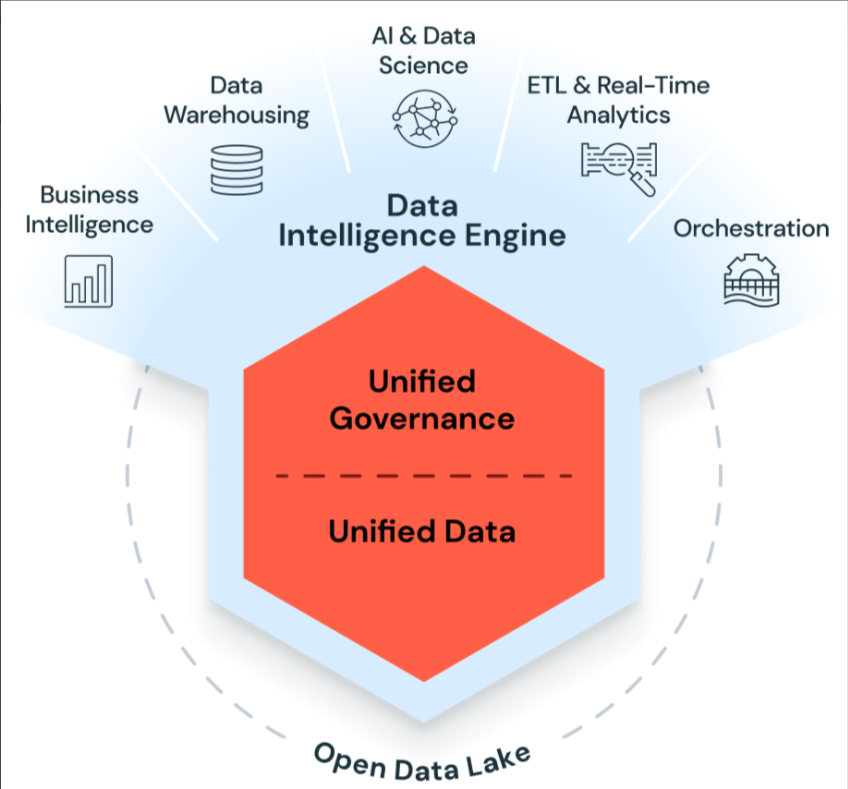 AI & Data
Science
Data
Warehousing
ETL & Real-Time
Analytics
Business
Intelligence
Orchestration
Data
Intelligence Engine
Unified
Governance
Unified Data
Open Data Lake